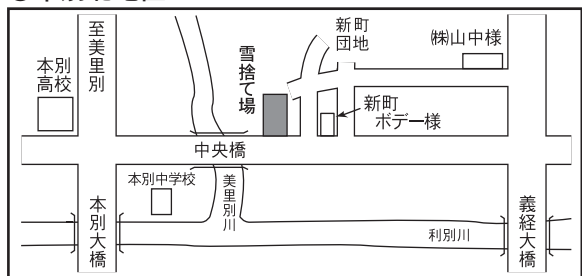 至美里別
本別
高校
雪捨て場
新町
団地
㈱山中様
新町
ボデー様
中央橋
本別中学校
美里別川
本別大橋
利別川
義経大橋